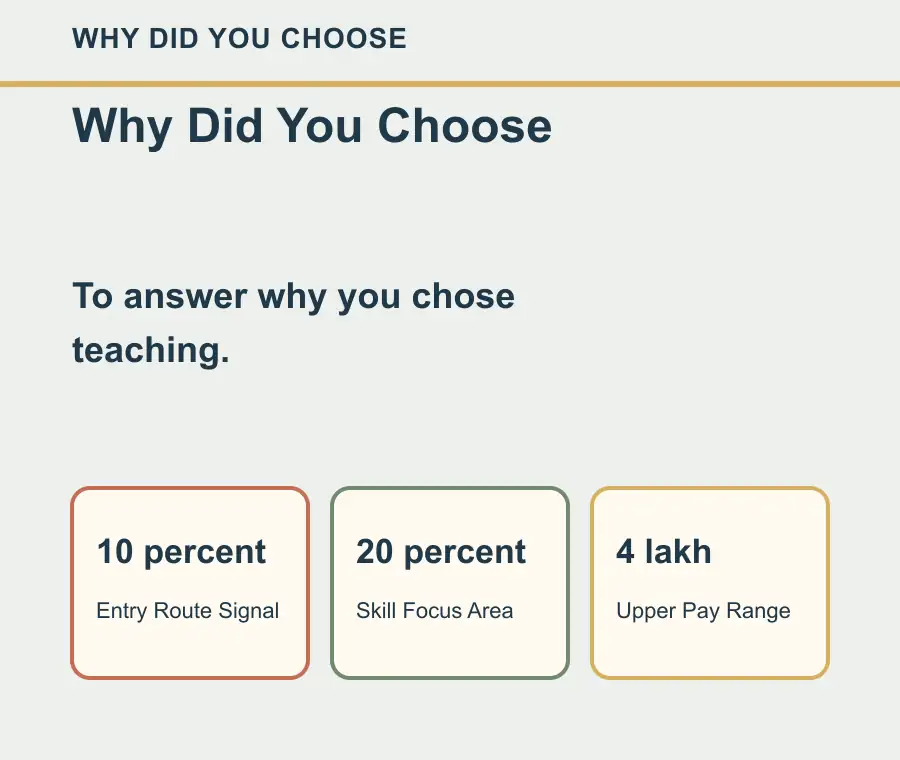 WHY DID YOU CHOOSE
Why Did You Choose
To answer why you chose
teaching.
10 percent
Entry Route Signal
20 percent
Skill Focus Area
4 lakh
Upper Pay Range